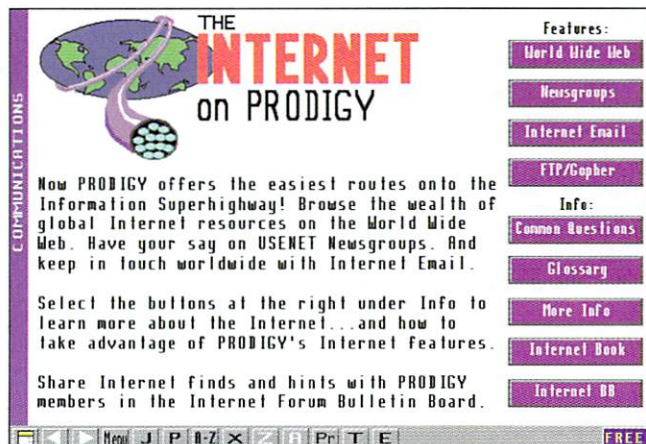 COMMUNICATIONS
THE
INTERNET
on PRODIGY
Now PRODIGY offers the easiest routes onto the
Information Superhighway! Browse the wealth of
global Internet resources on the World Wide
Web. Have your say on USENET Newsgroups. And
keep in touch worldwide with Internet Email.
Select the buttons at the right under Info to
learn more about the Internet...and how to
take advantage of PRODIGY's Internet features.
Share Internet finds and hints with PRODIGY
members in the Internet Forum Bulletin Board.
Features:
World Wide Web
Newsgroups
Internet Email
FTP/Gopher
Info:
Common Questions
Glossary
More Info
Internet Book
Internet BB
Menu J P A-Z X Z A Pr T E
FREE